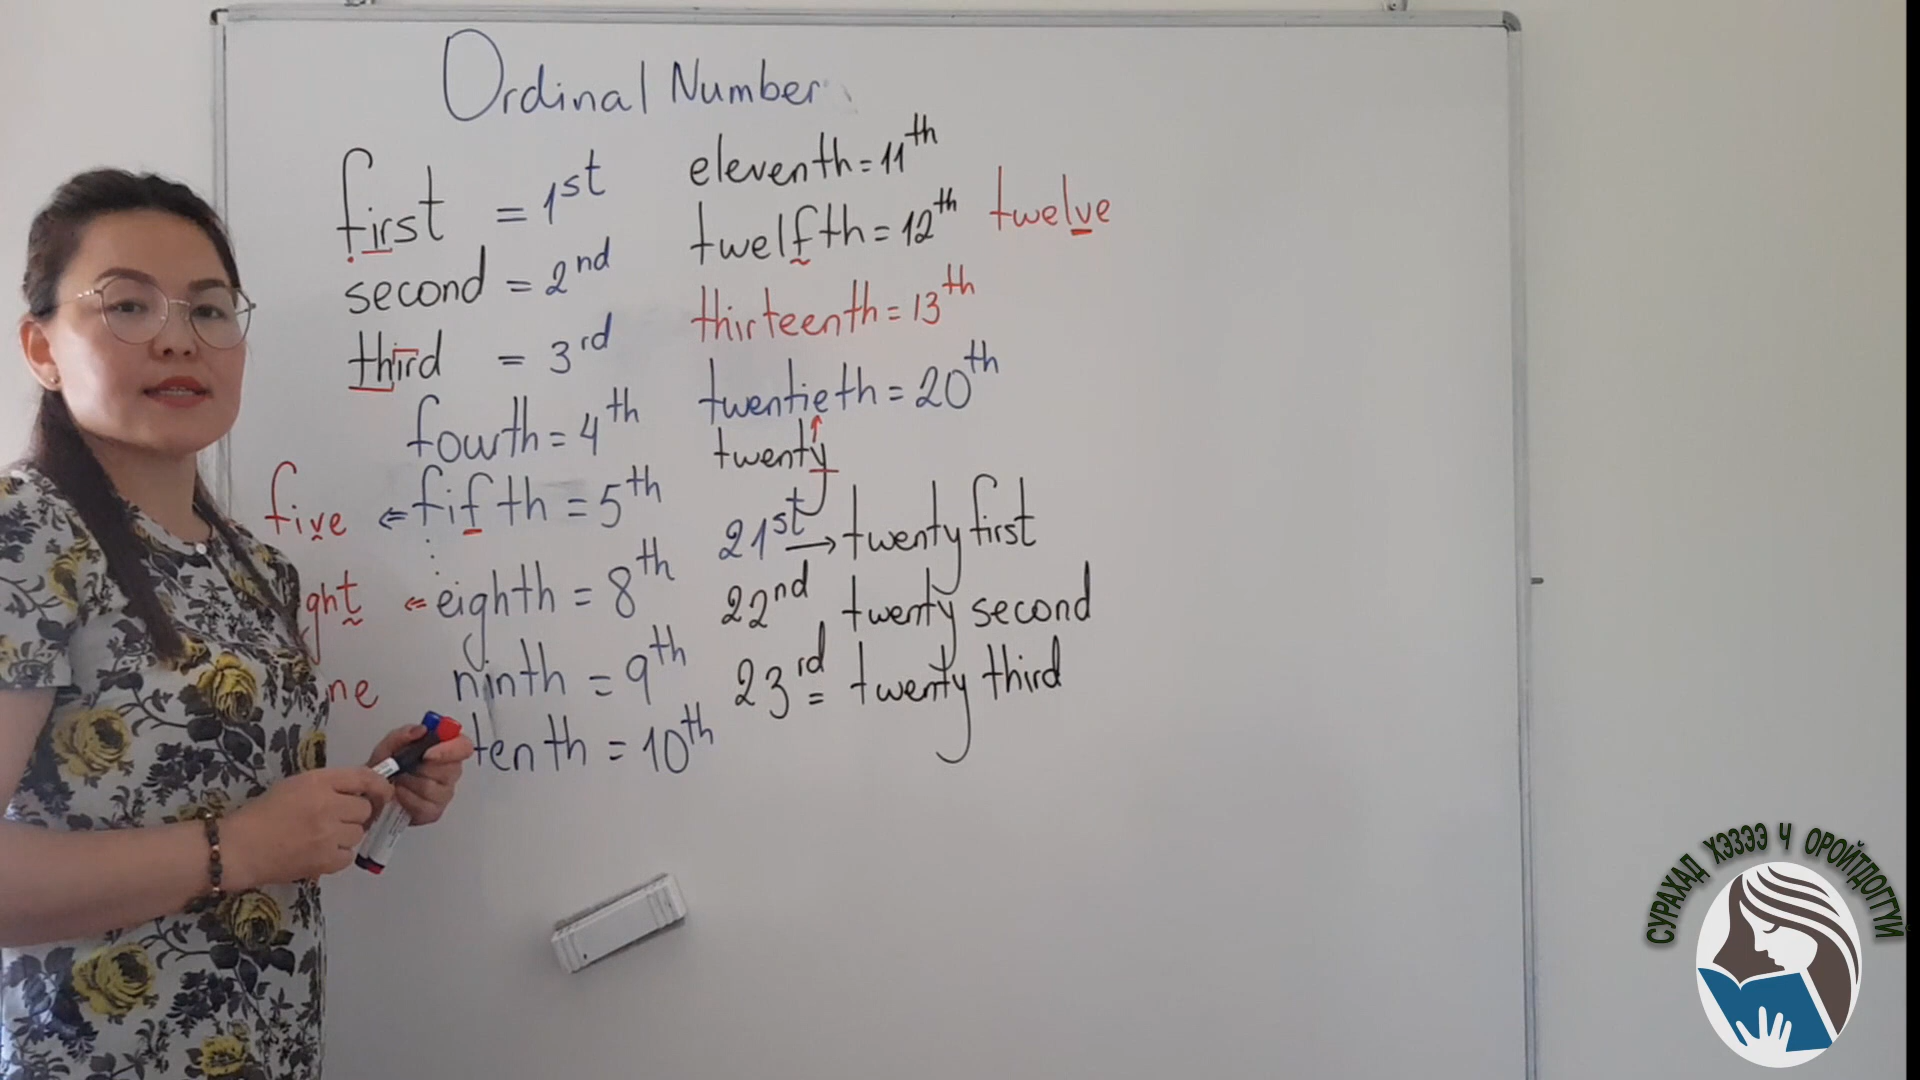 Ordinal Number
first = 1st
second = 2nd
third = 3rd
fourth = 4th
five ⇐ fifth = 5th
ght ⇐ eighth = 8th
ne ninth = 9th
tenth = 10th
eleventh = 11th
twelfth = 12th twelve
thirteenth = 13th
twentieth = 20th
twenty
21st → twenty first
22nd twenty second
23rd twenty third
СУРАХАД ХЭЗЭЭ Ч ОРОЙТДОГГҮЙ